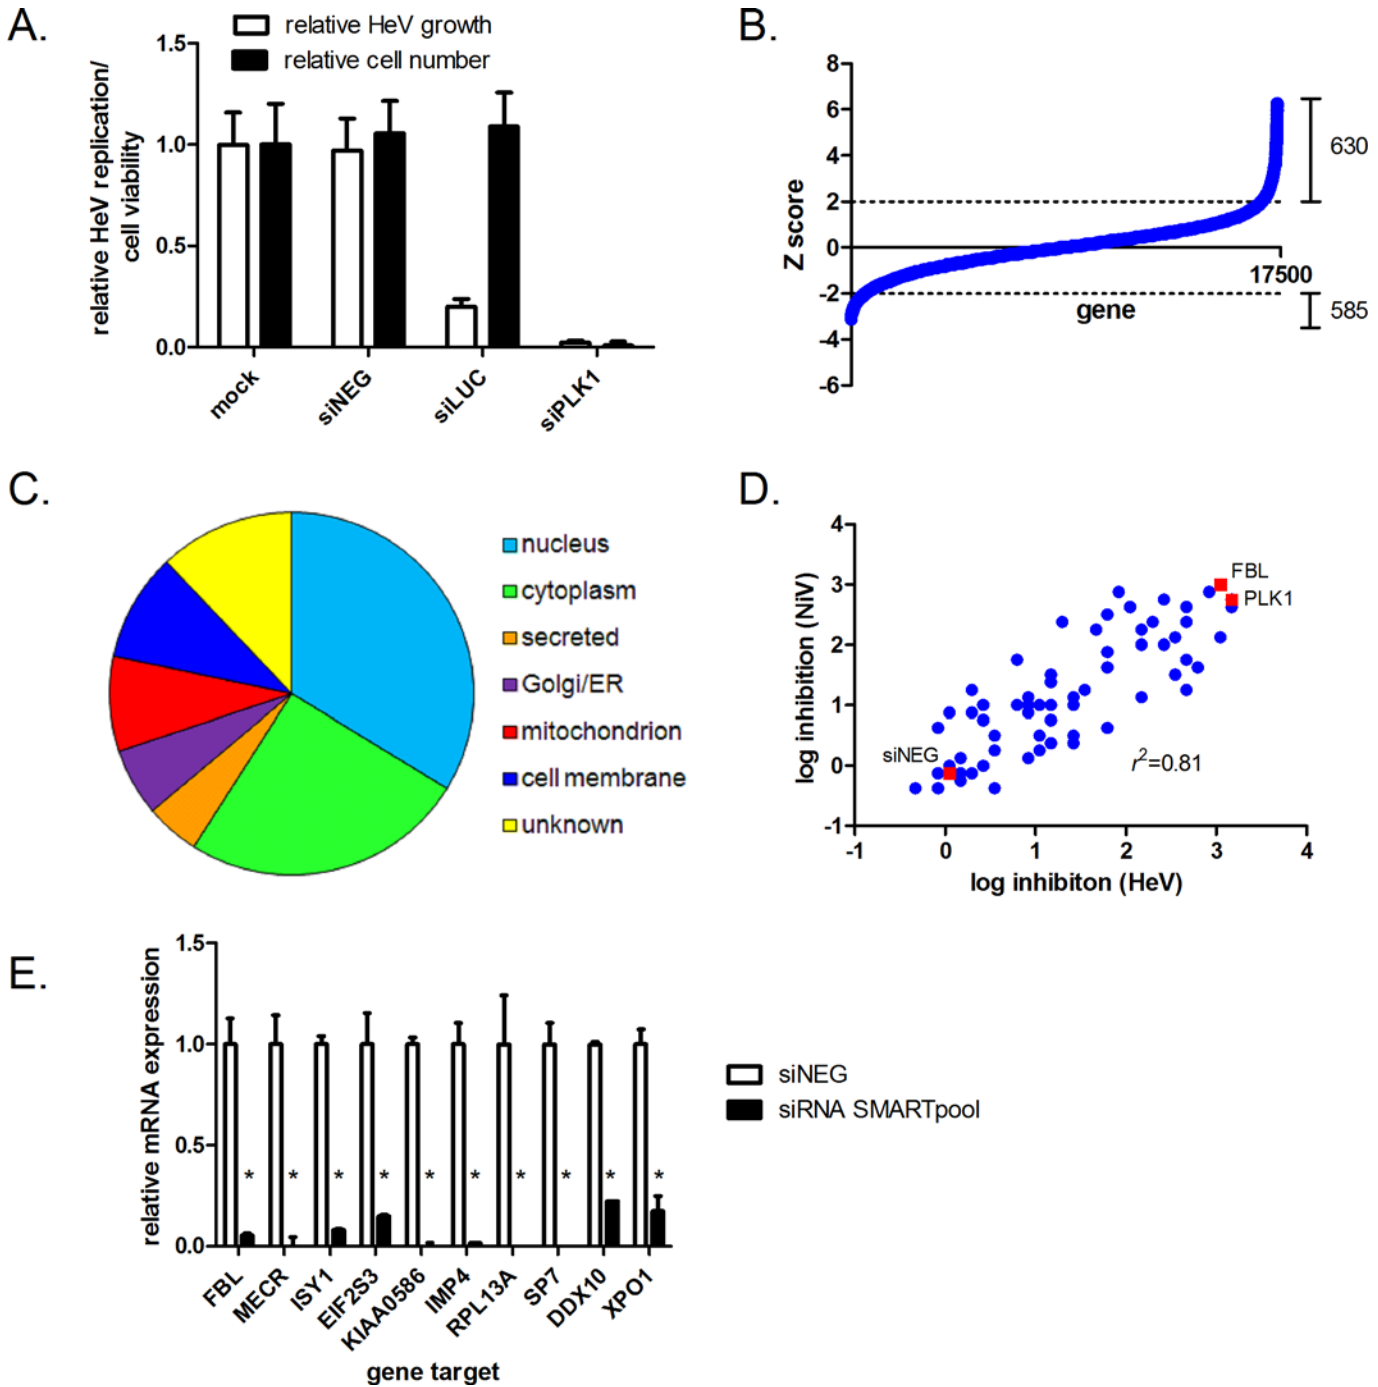 A.
relative HeV growth
relative cell number
relative HeV replication/
cell viability
1.5
1.0
0.5
0.0
mock
siNEG
siLUC
siPLK1
B.
Z score
8
6
4
2
0
-2
-4
-6
17500
gene
630
585
C.
nucleus
cytoplasm
secreted
Golgi/ER
mitochondrion
cell membrane
unknown
D.
log inhibition (NiV)
4
3
2
1
0
-1
FBL
PLK1
siNEG
r²=0.81
-1 0 1 2 3 4
log inhibiton (HeV)
E.
relative mRNA expression
1.5
1.0
0.5
0.0
* * * * * * * * * *
FBL
MECR
ISY1
EIF2S3
KIAA0586
IMP4
RPL13A
SP7
DDX10
XPO1
gene target
siNEG
siRNA SMARTpool